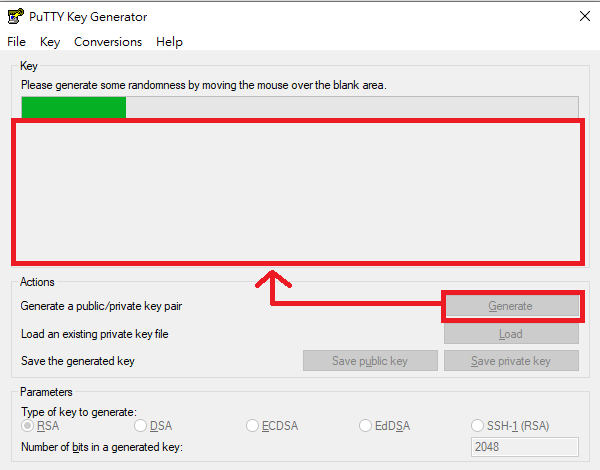 PuTTY Key Generator
File Key Conversions Help
Key
Please generate some randomness by moving the mouse over the blank area.
Actions
Generate a public/private key pair
Generate
Load an existing private key file
Load
Save the generated key
Save public key
Save private key
Parameters
Type of key to generate:
RSA DSA ECDSA EdDSA SSH-1 (RSA)
Number of bits in a generated key:
2048